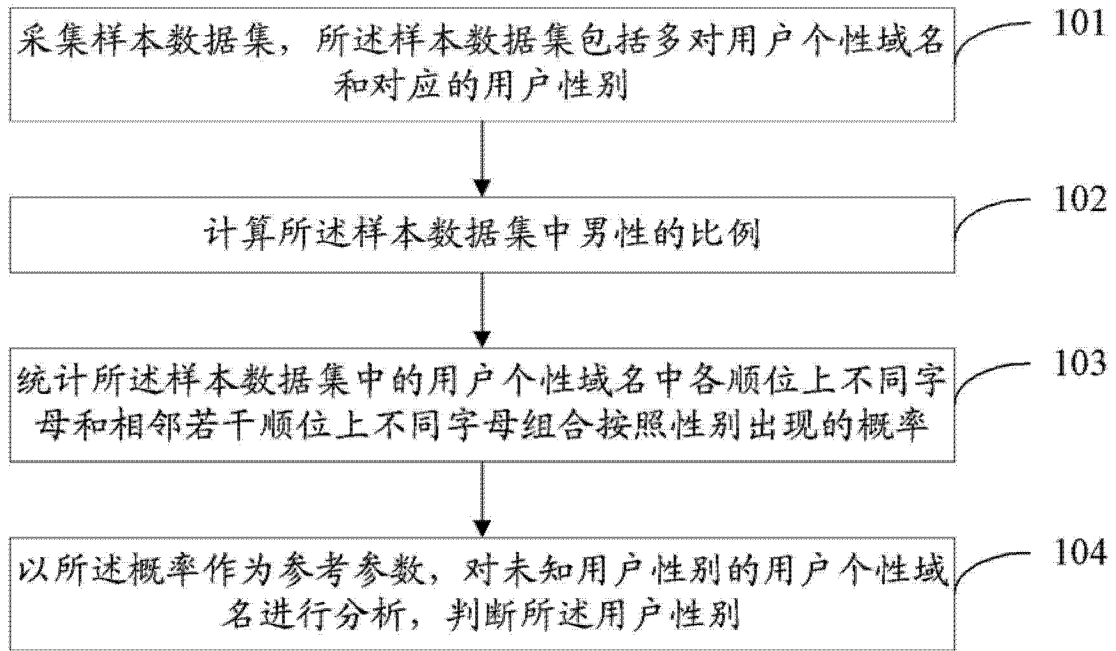 采集样本数据集，所述样本数据集包括多对用户个性域名
和对应的用户性别
101
计算所述样本数据集中男性的比例
102
统计所述样本数据集中的用户个性域名中各顺位上不同字
母和相邻若干顺位上不同字母组合按照性别出现的概率
103
以所述概率作为参考参数，对未知用户性别的用户个性域
名进行分析，判断所述用户性别
104